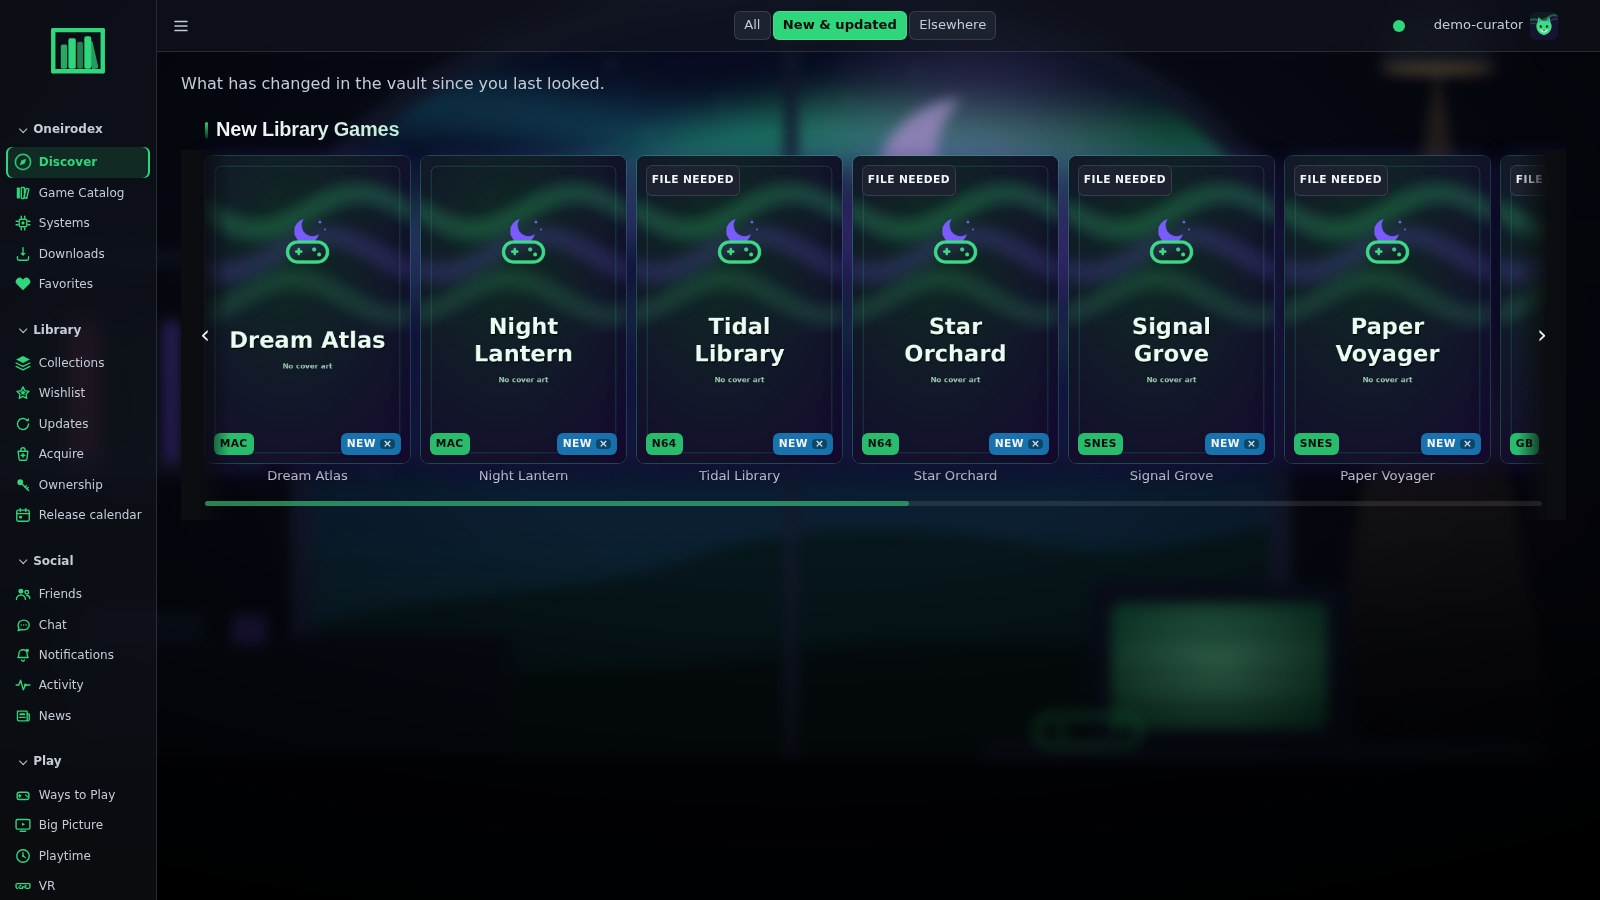 All
New & updated
Elsewhere
demo-curator
Oneirodex
Discover
Game Catalog
Systems
Downloads
Favorites
Library
Collections
Wishlist
Updates
Acquire
Ownership
Release calendar
Social
Friends
Chat
Notifications
Activity
News
Play
Ways to Play
Big Picture
Playtime
VR
What has changed in the vault since you last looked.
New Library Games
Dream Atlas
No cover art
MAC
NEW ×
Dream Atlas
Night
Lantern
No cover art
MAC
NEW ×
Night Lantern
FILE NEEDED
Tidal
Library
No cover art
N64
NEW ×
Tidal Library
FILE NEEDED
Star
Orchard
No cover art
N64
NEW ×
Star Orchard
FILE NEEDED
Signal
Grove
No cover art
SNES
NEW ×
Signal Grove
FILE NEEDED
Paper
Voyager
No cover art
SNES
NEW ×
Paper Voyager
FILE
GB